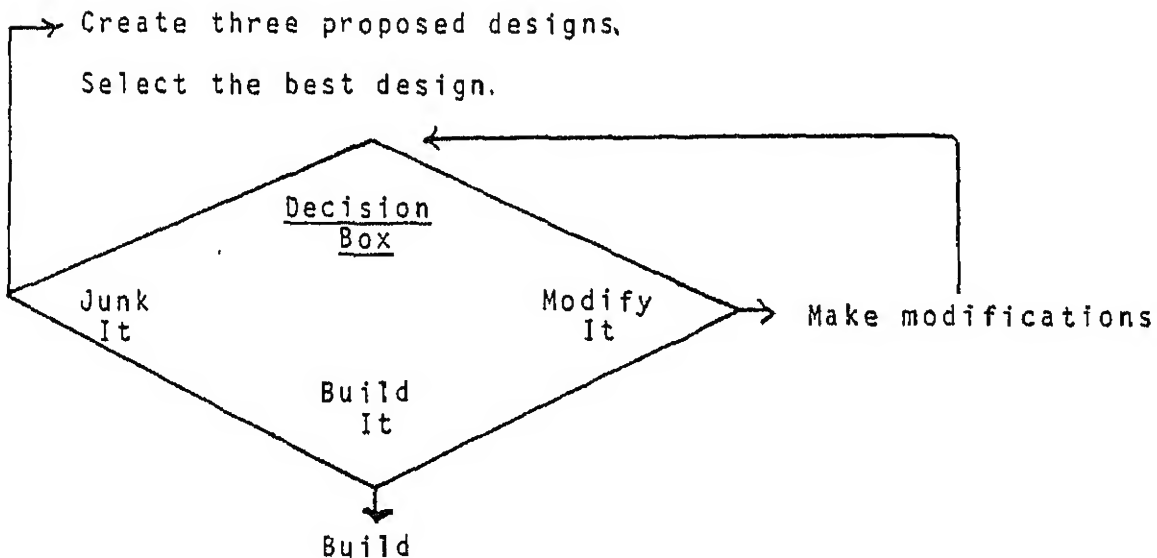 Create three proposed designs.
Select the best design.
Decision
Box
Junk
It
Modify
It
Make modifications
Build
It
Build